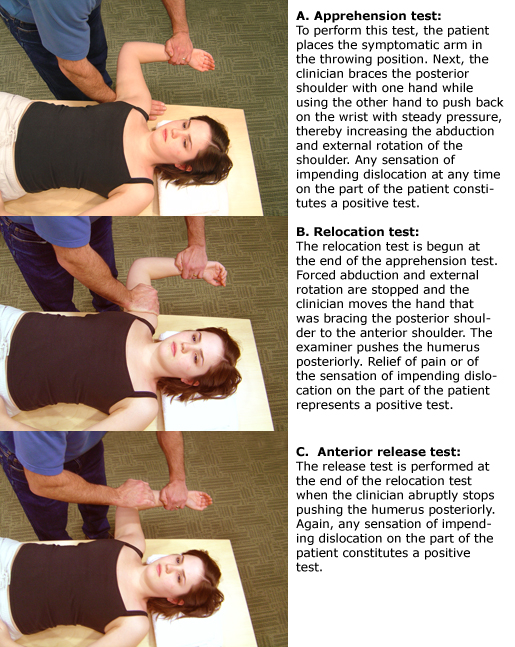 A. Apprehension test:
To perform this test, the patient
places the symptomatic arm in
the throwing position. Next, the
clinician braces the posterior
shoulder with one hand while
using the other hand to push back
on the wrist with steady pressure,
thereby increasing the abduction
and external rotation of the
shoulder. Any sensation of
impending dislocation at any time
on the part of the patient consti-
tutes a positive test.
B. Relocation test:
The relocation test is begun at
the end of the apprehension test.
Forced abduction and external
rotation are stopped and the
clinician moves the hand that
was bracing the posterior shoul-
der to the anterior shoulder. The
examiner pushes the humerus
posteriorly. Relief of pain or of
the sensation of impending dislo-
cation on the part of the patient
represents a positive test.
C. Anterior release test:
The release test is performed at
the end of the relocation test
when the clinician abruptly stops
pushing the humerus posteriorly.
Again, any sensation of impend-
ing dislocation on the part of the
patient constitutes a positive
test.